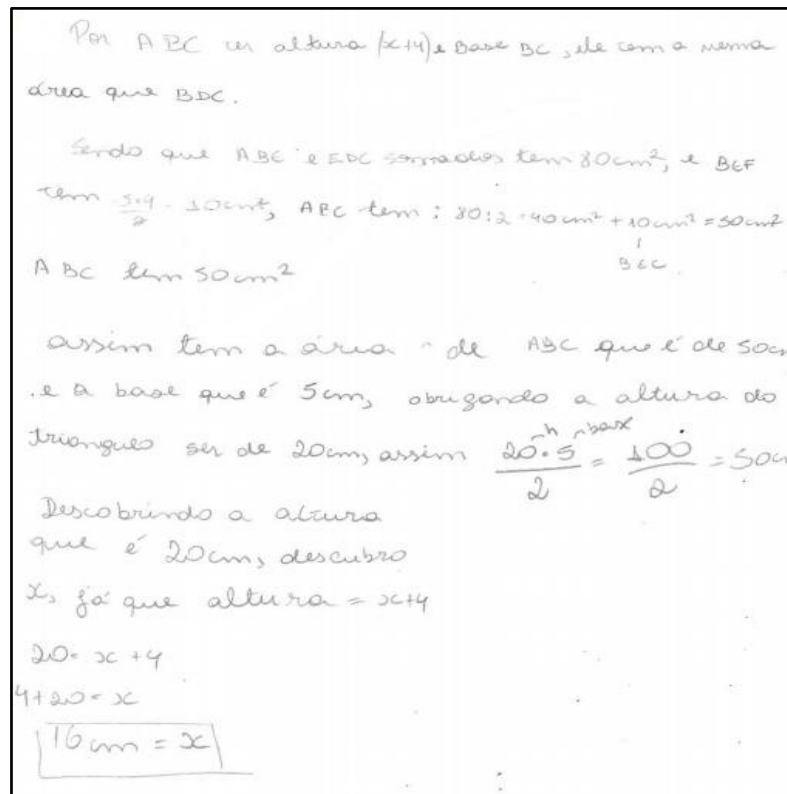 Por ABC ter altura (x+4) e Base BC, ele tem a mesma
área que BDC.
Sendo que ABE e EDC somados tem 80cm², e BEF
tem 5·4/2 = 10cm², ABC tem : 80:2 = 40cm² + 10cm² = 50cm²
BEC
ABC tem 50cm²
assim tem a área de ABC que é de 50cm
e a base que é 5cm, obrigando a altura do
triangulo ser de 20cm, assim 20·5/2 = 100/2 = 50cm
h base
Descobrindo a altura
que é 20cm, descubro
x, já que altura = x+4
20 = x+4
4+20 = x
16cm = x